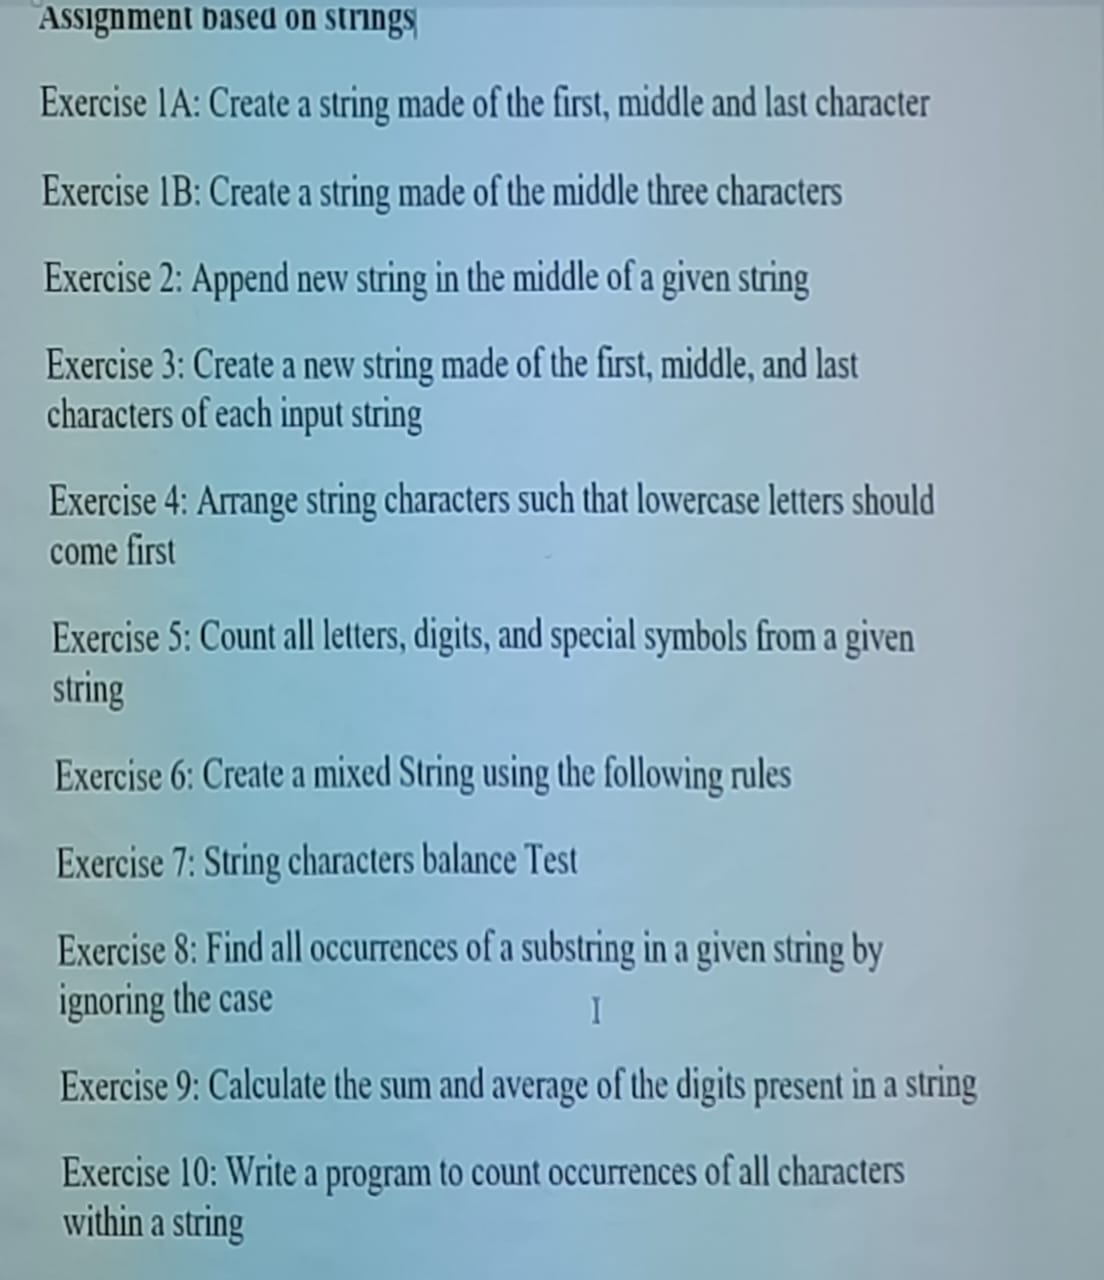 Assignment based on strings
Exercise 1A: Create a string made of the first, middle and last character
Exercise 1B: Create a string made of the middle three characters
Exercise 2: Append new string in the middle of a given string
Exercise 3: Create a new string made of the first, middle, and last
characters of each input string
Exercise 4: Arrange string characters such that lowercase letters should
come first
Exercise 5: Count all letters, digits, and special symbols from a given
string
Exercise 6: Create a mixed String using the following rules
Exercise 7: String characters balance Test
Exercise 8: Find all occurrences of a substring in a given string by
ignoring the case
Exercise 9: Calculate the sum and average of the digits present in a string
Exercise 10: Write a program to count occurrences of all characters
within a string